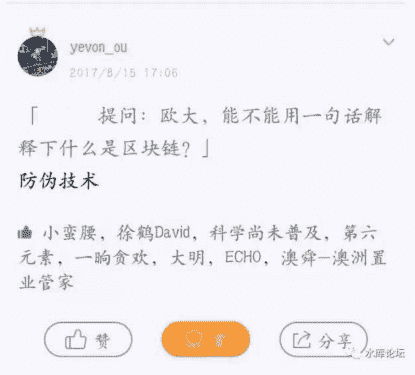 yevon_ou
2017/8/15 17:06
「 提问：欧大，能不能用一句话解
释下什么是区块链？」
防伪技术
小蛮腰，徐鹤David，科学尚未普及，第六
元素，一晌贪欢，大明，ECHO，澳舜—澳洲置
业管家
赞
分享
水库论坛